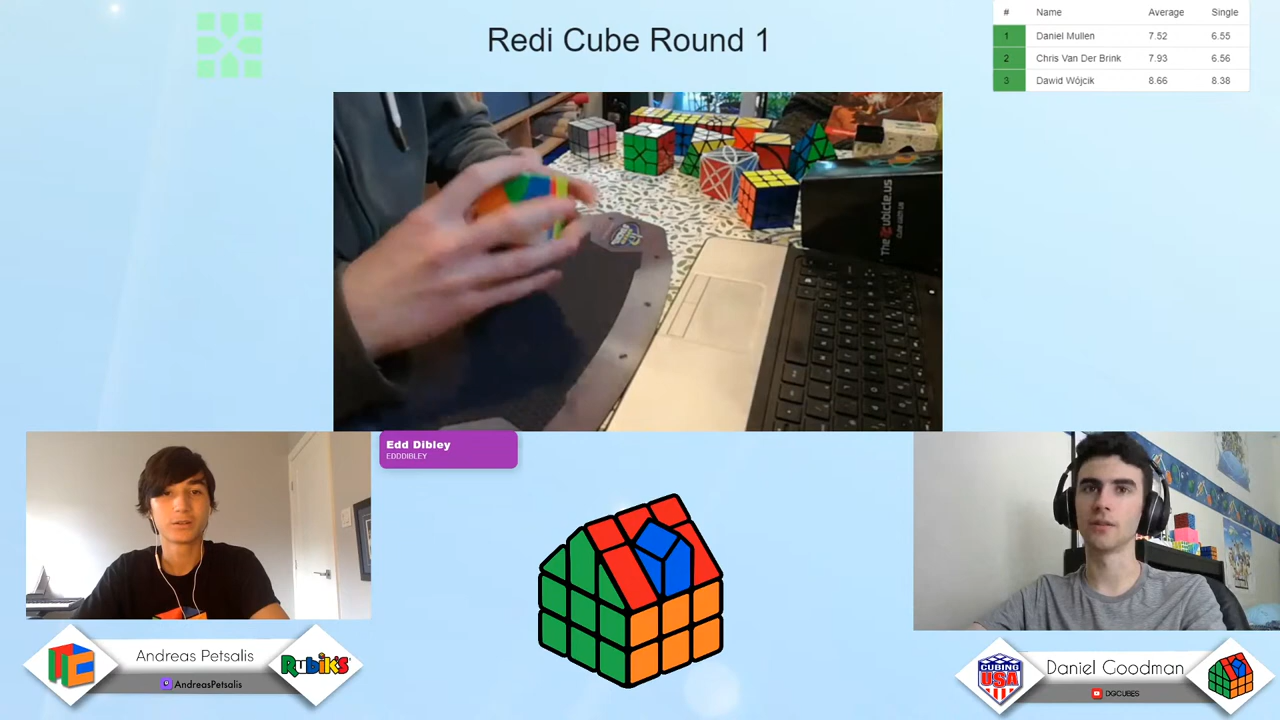 Redi Cube Round 1
# Name Average Single
1 Daniel Mullen 7.52 6.55
2 Chris Van Der Brink 7.93 6.56
3 Dawid Wójcik 8.66 8.38
TheCubicle.us
Edd Dibley
EDDDIBLEY
Andreas Petsalis
AndreasPetsalis
RUBIK'S
Daniel Goodman
DGCUBES
CUBING
USA